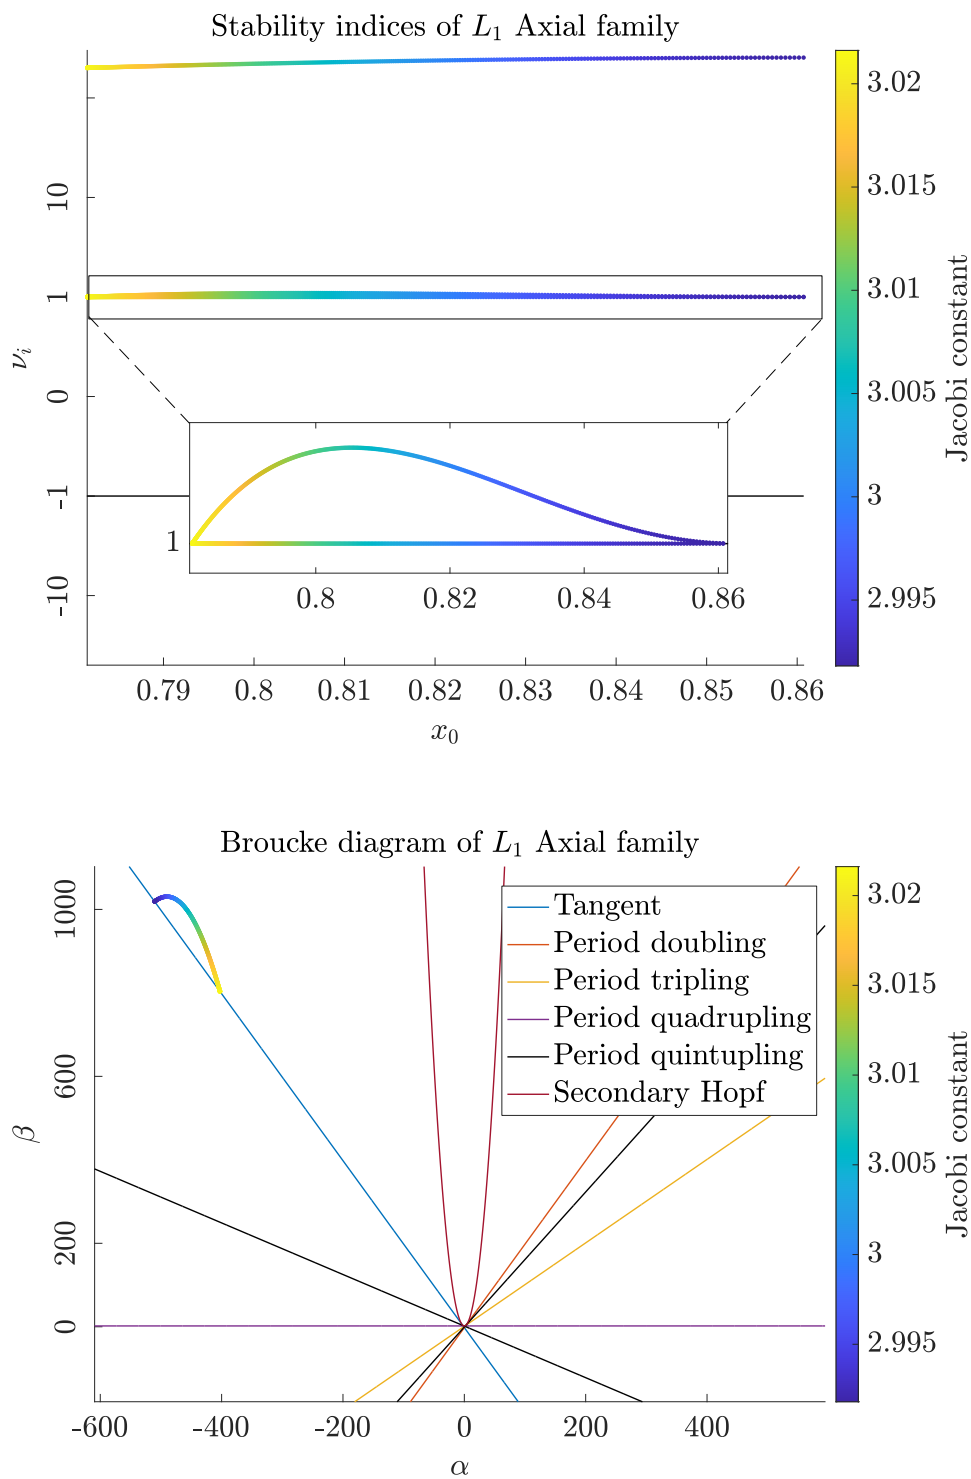 Stability indices of L₁ Axial family
10
1
0
-1
-10
νᵢ
1
0.8
0.82
0.84
0.86
0.79
0.8
0.81
0.82
0.83
0.84
0.85
0.86
x₀
3.02
3.015
3.01
3.005
3
2.995
Jacobi constant
Broucke diagram of L₁ Axial family
1000
600
200
0
β
Tangent
Period doubling
Period tripling
Period quadrupling
Period quintupling
Secondary Hopf
-600
-400
-200
0
200
400
α
3.02
3.015
3.01
3.005
3
2.995
Jacobi constant